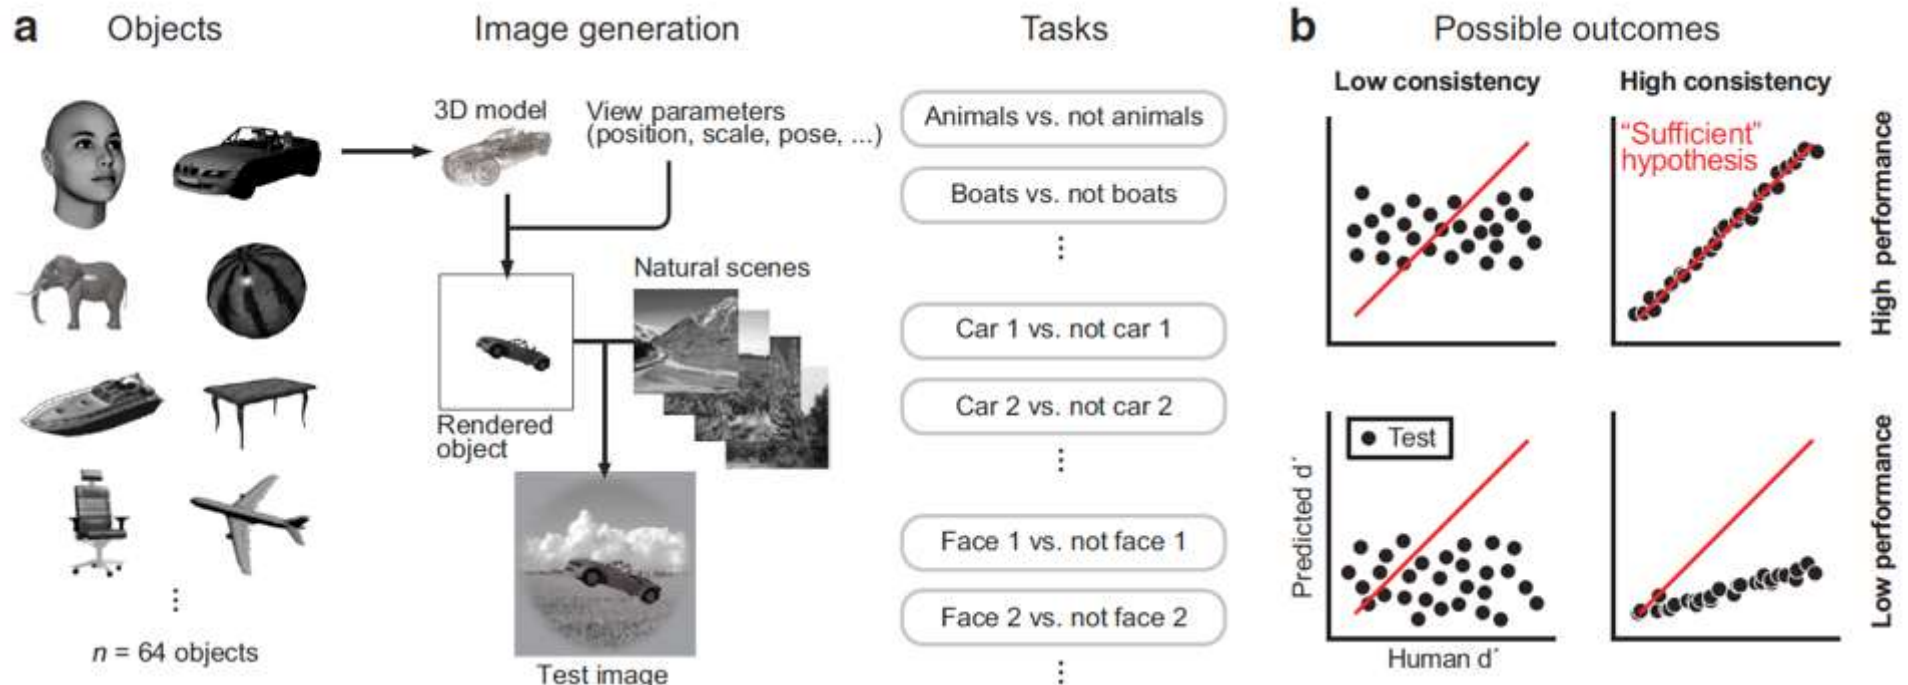 a
Objects
Image generation
Tasks
3D model
View parameters
(position, scale, pose, ...)
Natural scenes
Rendered
object
Test image
n = 64 objects
Animals vs. not animals
Boats vs. not boats
Car 1 vs. not car 1
Car 2 vs. not car 2
Face 1 vs. not face 1
Face 2 vs. not face 2
b
Possible outcomes
Low consistency
High consistency
“Sufficient”
hypothesis
High performance
Test
Low performance
Predicted d´
Human d´